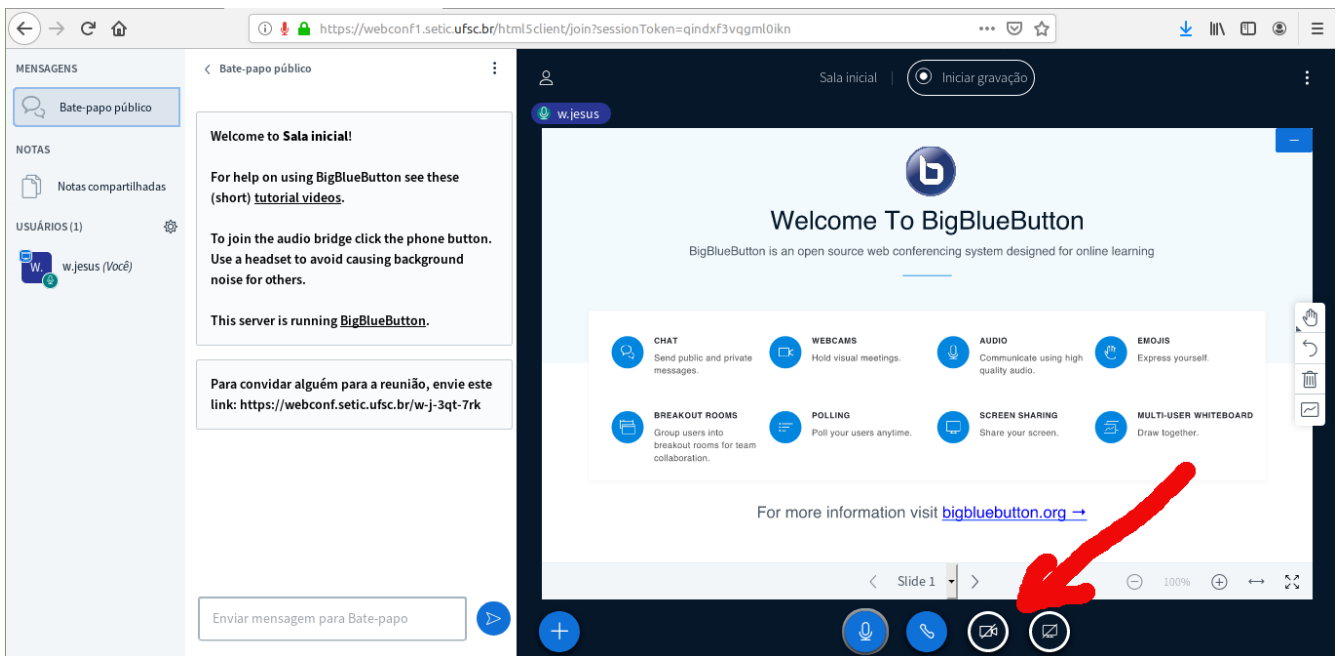 https://webconf1.setic.ufsc.br/html5client/join?sessionToken=qindxf3vqgml0ikn
MENSAGENS
Bate-papo público
NOTAS
Notas compartilhadas
USUÁRIOS (1)
W.
w.jesus (Você)
Bate-papo público
Welcome to Sala inicial!
For help on using BigBlueButton see these
(short) tutorial videos.
To join the audio bridge click the phone button.
Use a headset to avoid causing background
noise for others.
This server is running BigBlueButton.
Para convidar alguém para a reunião, envie este
link: https://webconf.setic.ufsc.br/w-j-3qt-7rk
Enviar mensagem para Bate-papo
Sala inicial
Iniciar gravação
w.jesus
b
Welcome To BigBlueButton
BigBlueButton is an open source web conferencing system designed for online learning
CHAT
Send public and private
messages.
WEBCAMS
Hold visual meetings.
AUDIO
Communicate using high
quality audio.
EMOJIS
Express yourself.
BREAKOUT ROOMS
Group users into
breakout rooms for team
collaboration.
POLLING
Poll your users anytime.
SCREEN SHARING
Share your screen.
MULTI-USER WHITEBOARD
Draw together.
For more information visit bigbluebutton.org →
Slide 1
100%